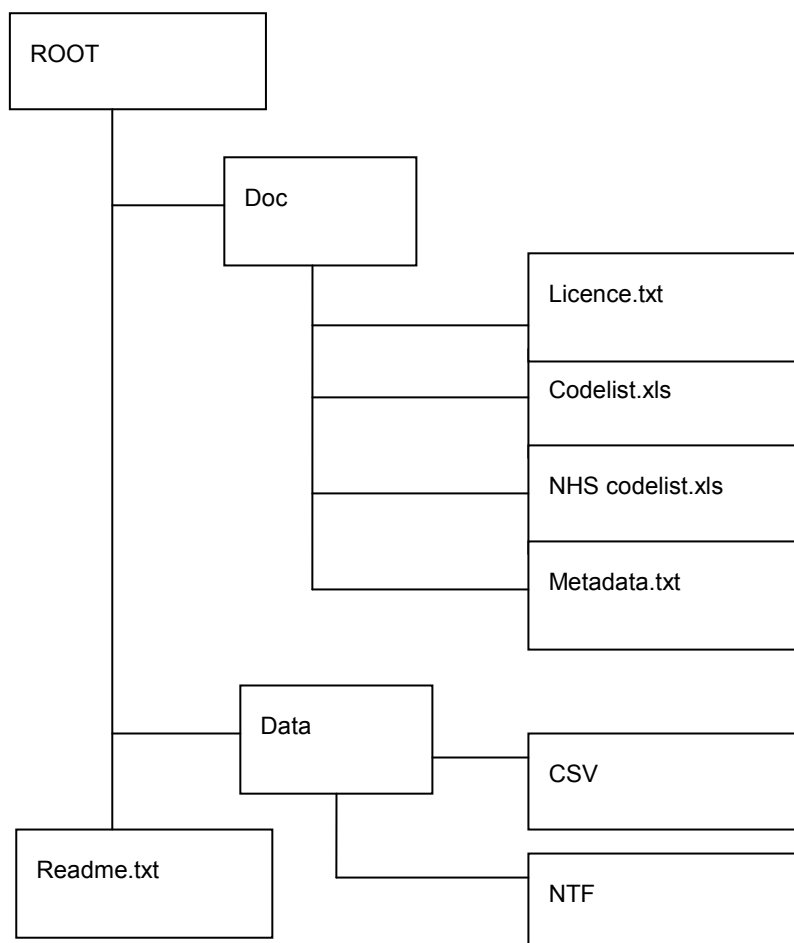 ROOT
Doc
Licence.txt
Codelist.xls
NHS codelist.xls
Metadata.txt
Data
CSV
Readme.txt
NTF